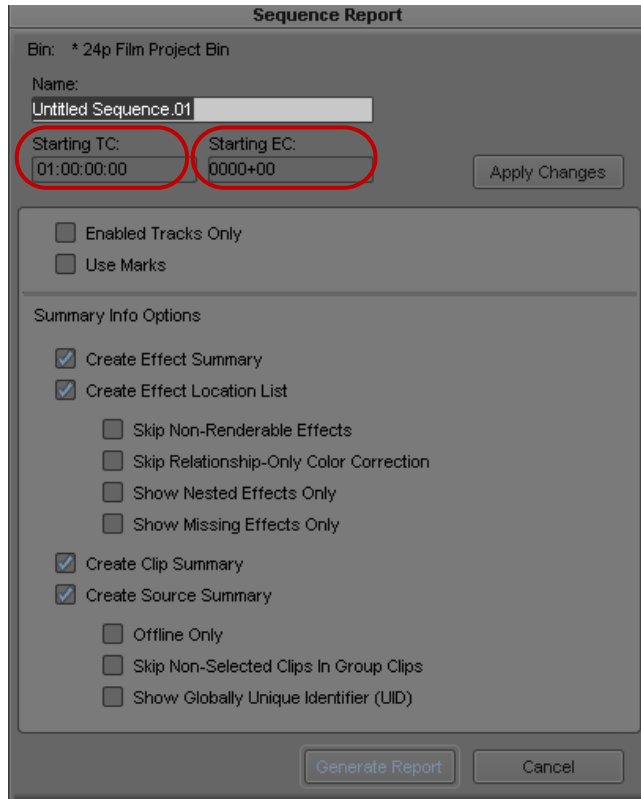 Sequence Report
Bin: * 24p Film Project Bin
Name:
Untitled Sequence.01
Starting TC: Starting EC:
01:00:00:00 0000+00 Apply Changes
Enabled Tracks Only
Use Marks
Summary Info Options
Create Effect Summary
Create Effect Location List
Skip Non-Renderable Effects
Skip Relationship-Only Color Correction
Show Nested Effects Only
Show Missing Effects Only
Create Clip Summary
Create Source Summary
Offline Only
Skip Non-Selected Clips In Group Clips
Show Globally Unique Identifier (UID)
Generate Report Cancel